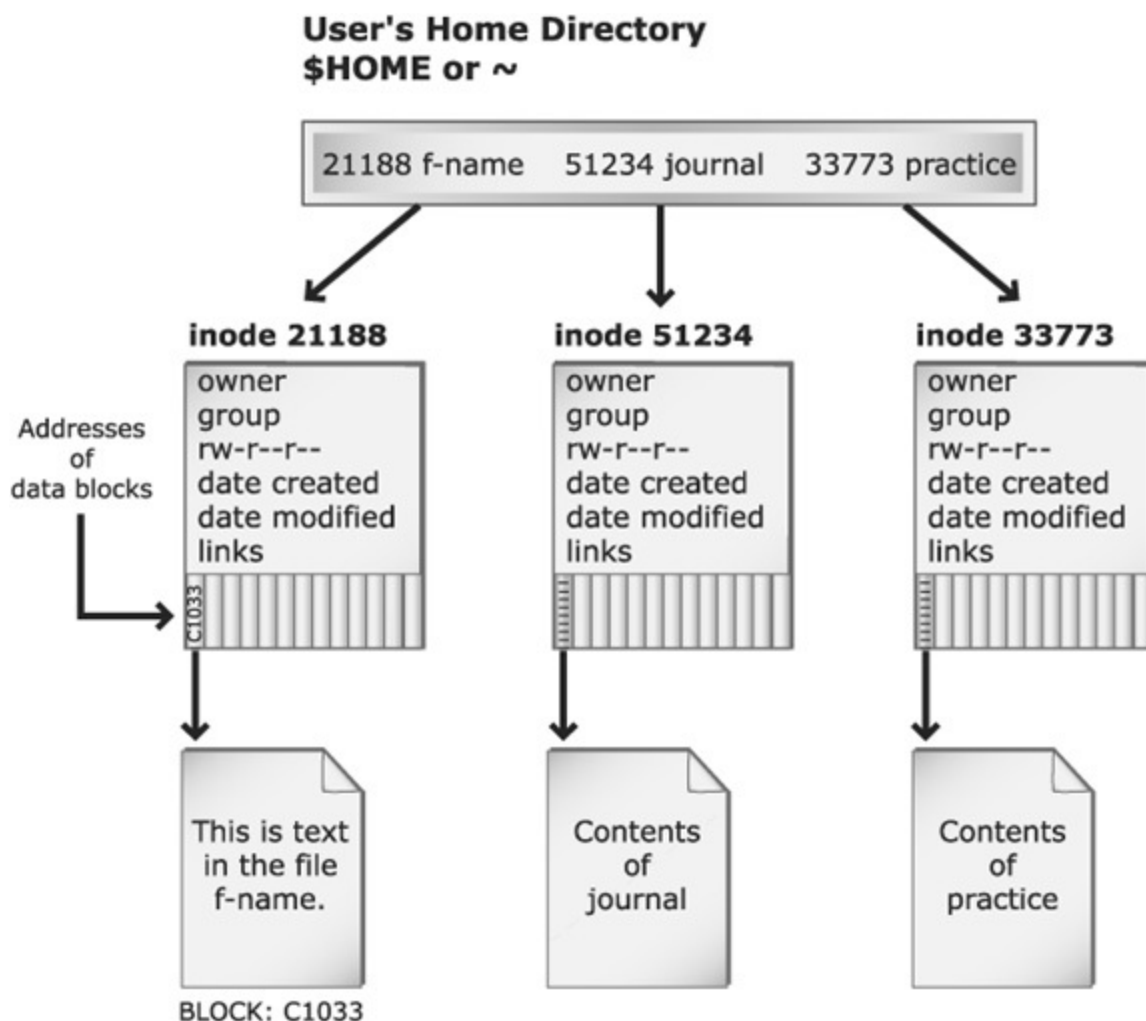 User's Home Directory
$HOME or ~
21188 f-name 51234 journal 33773 practice
inode 21188
owner
group
rw-r--r--
date created
date modified
links
C1033
inode 51234
owner
group
rw-r--r--
date created
date modified
links
inode 33773
owner
group
rw-r--r--
date created
date modified
links
Addresses
of
data blocks
This is text
in the file
f-name.
BLOCK: C1033
Contents
of
journal
Contents
of
practice